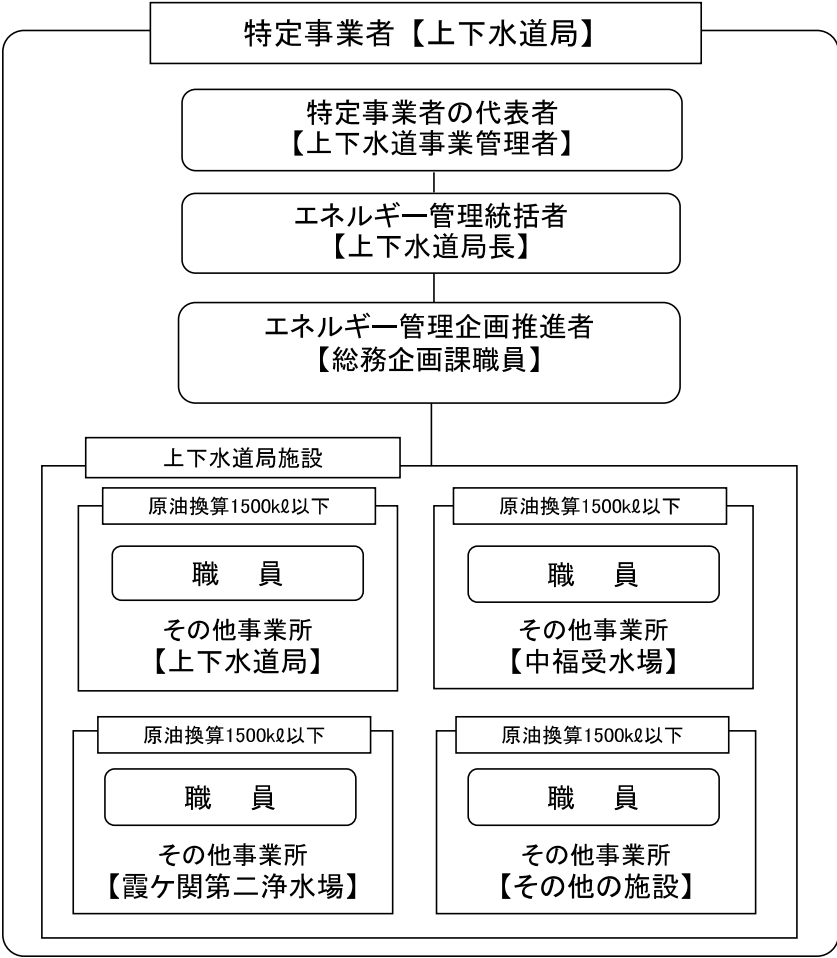 特定事業者【上下水道局】
特定事業者の代表者
【上下水道事業管理者】
エネルギー管理統括者
【上下水道局長】
エネルギー管理企画推進者
【総務企画課職員】
上下水道局施設
原油換算1500kℓ以下
職　員
その他事業所
【上下水道局】
原油換算1500kℓ以下
職　員
その他事業所
【中福受水場】
原油換算1500kℓ以下
職　員
その他事業所
【霞ケ関第二浄水場】
原油換算1500kℓ以下
職　員
その他事業所
【その他の施設】